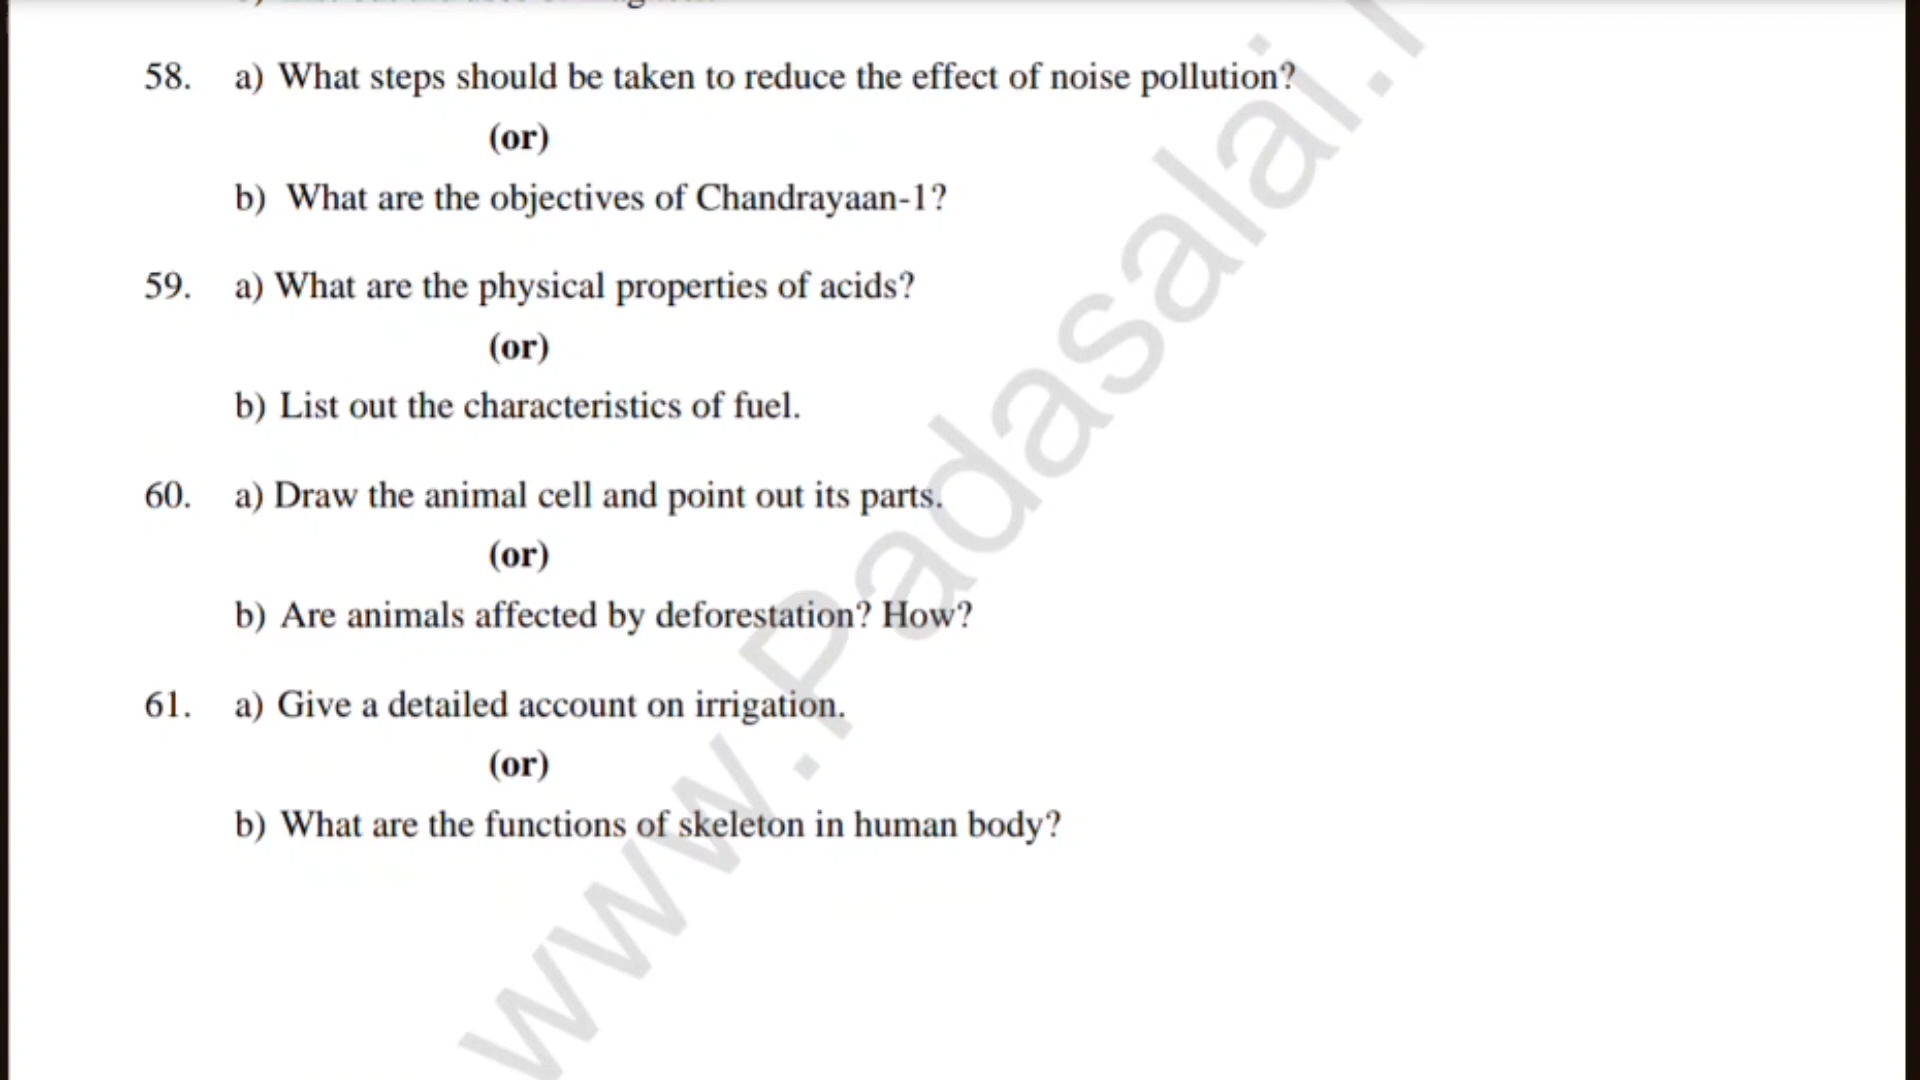 58. a) What steps should be taken to reduce the effect of noise pollution?
(or)
b) What are the objectives of Chandrayaan-1?
59. a) What are the physical properties of acids?
(or)
b) List out the characteristics of fuel.
60. a) Draw the animal cell and point out its parts.
(or)
b) Are animals affected by deforestation? How?
61. a) Give a detailed account on irrigation.
(or)
b) What are the functions of skeleton in human body?
www.Padasalai.